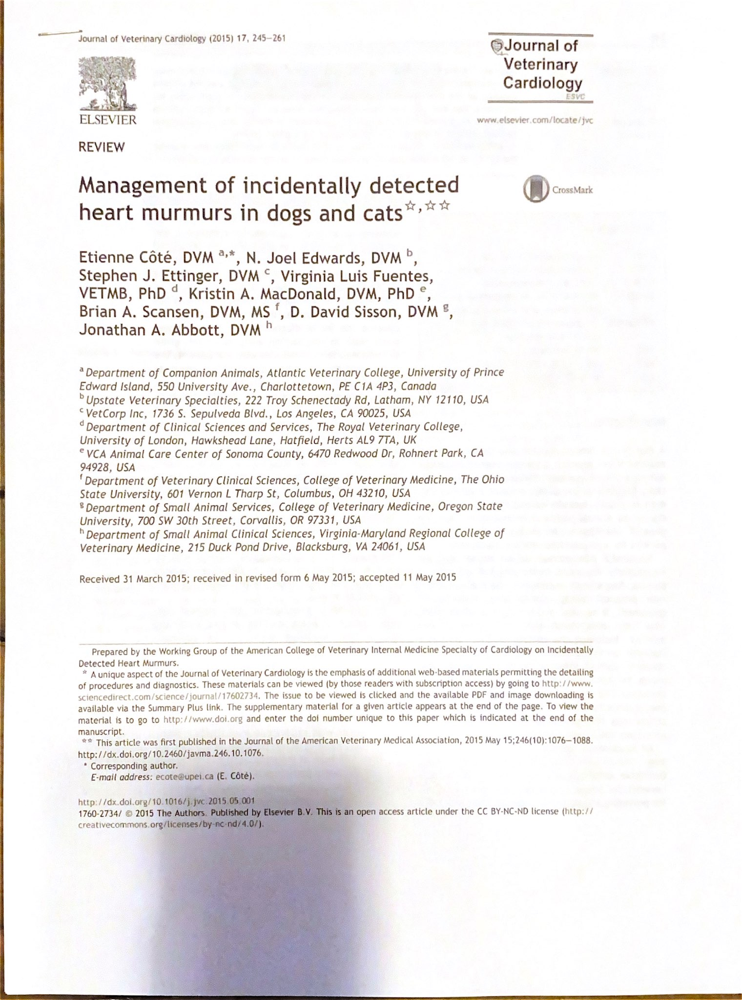 Journal of Veterinary Cardiology (2015) 17, 245–261
Journal of
Veterinary
Cardiology
ESVC
ELSEVIER
www.elsevier.com/locate/jvc
REVIEW
Management of incidentally detected
heart murmurs in dogs and cats☆,☆☆
CrossMark
Etienne Côté, DVM a,*, N. Joel Edwards, DVM b,
Stephen J. Ettinger, DVM c, Virginia Luis Fuentes,
VETMB, PhD d, Kristin A. MacDonald, DVM, PhD e,
Brian A. Scansen, DVM, MS f, D. David Sisson, DVM g,
Jonathan A. Abbott, DVM h
a Department of Companion Animals, Atlantic Veterinary College, University of Prince
Edward Island, 550 University Ave., Charlottetown, PE C1A 4P3, Canada
b Upstate Veterinary Specialties, 222 Troy Schenectady Rd, Latham, NY 12110, USA
c VetCorp Inc, 1736 S. Sepulveda Blvd., Los Angeles, CA 90025, USA
d Department of Clinical Sciences and Services, The Royal Veterinary College,
University of London, Hawkshead Lane, Hatfield, Herts AL9 7TA, UK
e VCA Animal Care Center of Sonoma County, 6470 Redwood Dr, Rohnert Park, CA
94928, USA
f Department of Veterinary Clinical Sciences, College of Veterinary Medicine, The Ohio
State University, 601 Vernon L Tharp St, Columbus, OH 43210, USA
g Department of Small Animal Services, College of Veterinary Medicine, Oregon State
University, 700 SW 30th Street, Corvallis, OR 97331, USA
h Department of Small Animal Clinical Sciences, Virginia-Maryland Regional College of
Veterinary Medicine, 215 Duck Pond Drive, Blacksburg, VA 24061, USA
Received 31 March 2015; received in revised form 6 May 2015; accepted 11 May 2015
Prepared by the Working Group of the American College of Veterinary Internal Medicine Specialty of Cardiology on Incidentally
Detected Heart Murmurs.
☆ A unique aspect of the Journal of Veterinary Cardiology is the emphasis of additional web-based materials permitting the detailing
of procedures and diagnostics. These materials can be viewed (by those readers with subscription access) by going to http://www.
sciencedirect.com/science/journal/17602734. The issue to be viewed is clicked and the available PDF and image downloading is
available via the Summary Plus link. The supplementary material for a given article appears at the end of the page. To view the
material is to go to http://www.doi.org and enter the doi number unique to this paper which is indicated at the end of the
manuscript.
☆☆ This article was first published in the Journal of the American Veterinary Medical Association, 2015 May 15;246(10):1076–1088.
http://dx.doi.org/10.2460/javma.246.10.1076.
* Corresponding author.
E-mail address: ecote@upei.ca (E. Côté).
http://dx.doi.org/10.1016/j.jvc.2015.05.001
1760-2734/ © 2015 The Authors. Published by Elsevier B.V. This is an open access article under the CC BY-NC-ND license (http://
creativecommons.org/licenses/by-nc-nd/4.0/).